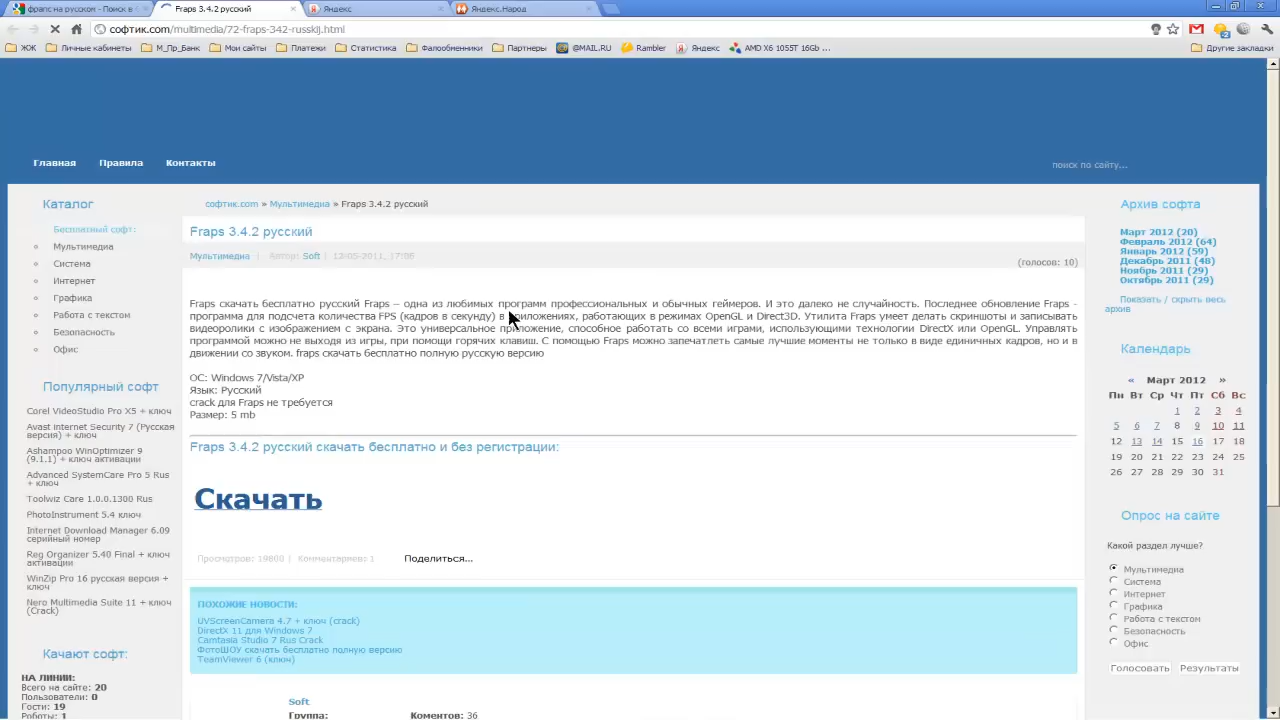 фрапс на русском - Поиск в
Fraps 3.4.2 русский
Яндекс
Яндекс.Народ
софтик.com/multimedia/72-fraps-342-russkij.html
ЖЖ
Личные кабинеты
М_Пр_Банк
Мои сайты
Платежи
Статистика
Фалообменники
Партнеры
@MAIL.RU
Rambler
Яндекс
AMD X6 1055T 16Gb ...
Другие закладки
Главная
Правила
Контакты
поиск по сайту...
Каталог
Бесплатный софт:
Мультимедиа
Система
Интернет
Графика
Работа с текстом
Безопасность
Офис
Популярный софт
Corel VideoStudio Pro X5 + ключ
Avast internet Security 7 (Русская
версия) + ключ
Ashampoo WinOptimizer 9
(9.1.1) + ключ активации
Advanced SystemCare Pro 5 Rus
+ ключ
Toolwiz Care 1.0.0.1300 Rus
PhotoInstrument 5.4 ключ
Internet Download Manager 6.09
серийный номер
Reg Organizer 5.40 Final + ключ
активации
WinZip Pro 16 русская версия +
ключ
Nero Multimedia Suite 11 + ключ
(Crack)
Качают софт:
НА ЛИНИИ:
Всего на сайте: 20
Пользователи: 0
Гости: 19
Роботы: 1
софтик.com » Мультимедиа » Fraps 3.4.2 русский
Fraps 3.4.2 русский
Мультимедиа | Автор: Soft | 12-05-2011, 17:06
(голосов: 10)
Fraps скачать бесплатно русский Fraps – одна из любимых программ профессиональных и обычных геймеров. И это далеко не случайность. Последнее обновление Fraps -
программа для подсчета количества FPS (кадров в секунду) в приложениях, работающих в режимах OpenGL и Direct3D. Утилита Fraps умеет делать скриншоты и записывать
видеоролики с изображением с экрана. Это универсальное приложение, способное работать со всеми играми, использующими технологии DirectX или OpenGL. Управлять
программой можно не выходя из игры, при помощи горячих клавиш. С помощью Fraps можно запечатлеть самые лучшие моменты не только в виде единичных кадров, но и в
движении со звуком. fraps скачать бесплатно полную русскую версию
ОС: Windows 7/Vista/XP
Язык: Русский
crack для Fraps не требуется
Размер: 5 mb
Fraps 3.4.2 русский скачать бесплатно и без регистрации:
Скачать
Просмотров: 19800 | Комментариев: 1
Поделиться...
ПОХОЖИЕ НОВОСТИ:
UVScreenCamera 4.7 + ключ (crack)
DirectX 11 для Windows 7
Camtasia Studio 7 Rus Crack
ФотоШОУ скачать бесплатно полную версию
TeamViewer 6 (ключ)
Soft
Группа:
Коментов: 36
Архив софта
Март 2012 (20)
Февраль 2012 (64)
Январь 2012 (59)
Декабрь 2011 (48)
Ноябрь 2011 (29)
Октябрь 2011 (29)
Показать / скрыть весь
архив
Календарь
« Март 2012 »
Пн Вт Ср Чт Пт Сб Вс
1 2 3 4
5 6 7 8 9 10 11
12 13 14 15 16 17 18
19 20 21 22 23 24 25
26 27 28 29 30 31
Опрос на сайте
Какой раздел лучше?
Мультимедиа
Система
Интернет
Графика
Работа с текстом
Безопасность
Офис
Голосовать
Результаты